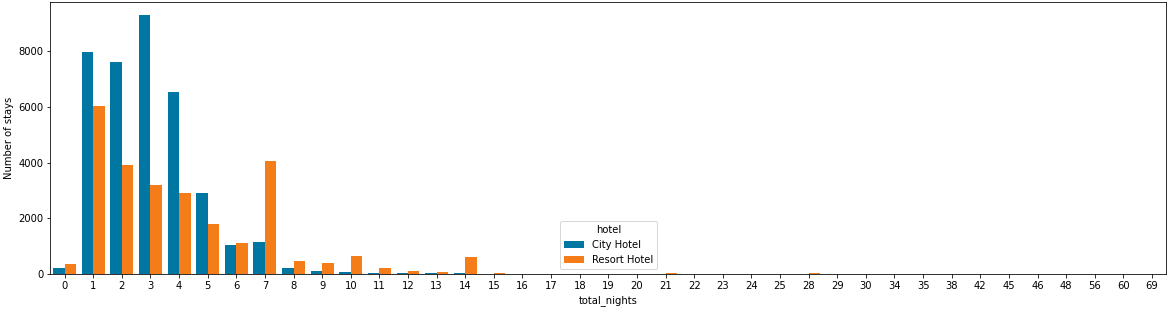 Number of stays
8000
6000
4000
2000
0
hotel
City Hotel
Resort Hotel
0 1 2 3 4 5 6 7 8 9 10 11 12 13 14 15 16 17 18 19 20 21 22 23 25 28 29 30 34 35 38 42 45 46 48 56 60 69
total_nights